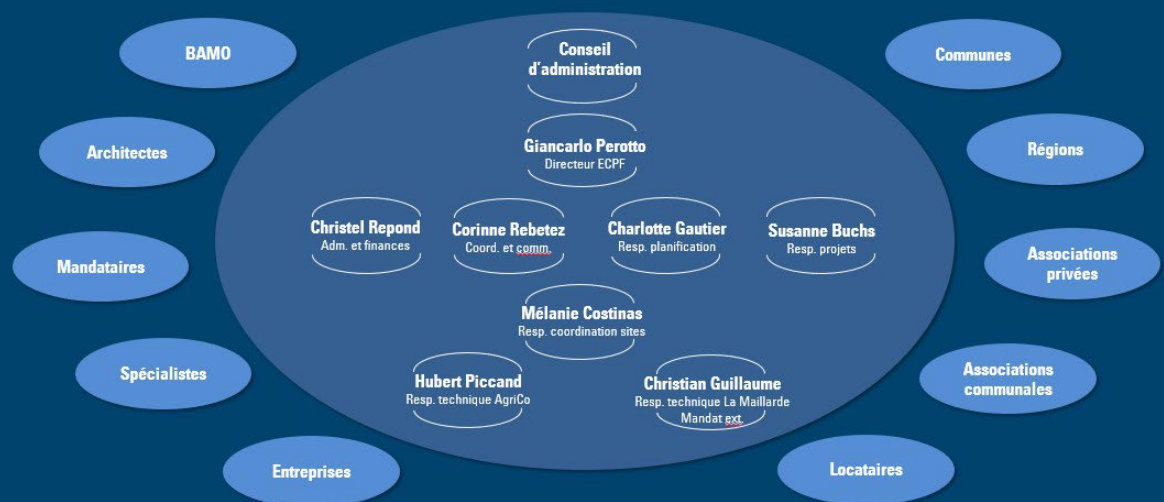 BAMO
Architectes
Mandataires
Spécialistes
Entreprises
Conseil
d'administration
Giancarlo Perotto
Directeur ECPF
Christel Repond
Adm. et finances
Corinne Rebetez
Coord. et comm.
Charlotte Gautier
Resp. planification
Susanne Buchs
Resp. projets
Mélanie Costinas
Resp. coordination sites
Hubert Piccand
Resp. technique AgriCo
Christian Guillaume
Resp. technique La Maillarde
Mandat ext.
Communes
Régions
Associations
privées
Associations
communales
Locataires